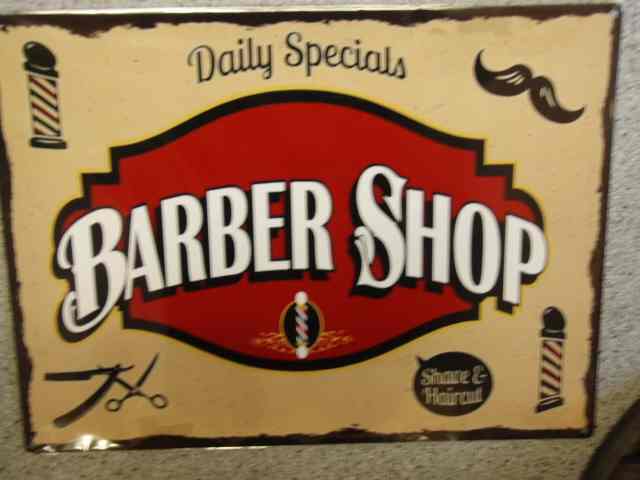 Daily Specials
BARBER SHOP
Shave &
Haircut